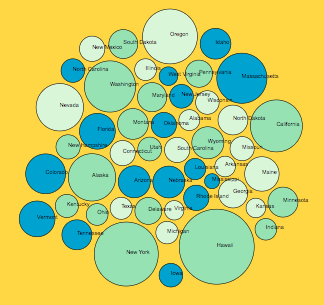 Oregon
New Mexico
South Dakota
Idaho
North Carolina
Illinois
West Virginia
Pennsylvania
Massachusetts
Washington
Maryland
New Jersey
Wisconsin
Nevada
Florida
Montana
Oklahoma
Alabama
North Dakota
California
New Hampshire
Connecticut
Utah
South Carolina
Wyoming
Missouri
Colorado
Alaska
Arizona
Nebraska
Louisiana
Mississippi
Arkansas
Maine
Vermont
Kentucky
Ohio
Texas
Delaware
Virginia
Rhode Island
Georgia
Kansas
Minnesota
Tennessee
New York
Michigan
Hawaii
Indiana
Iowa